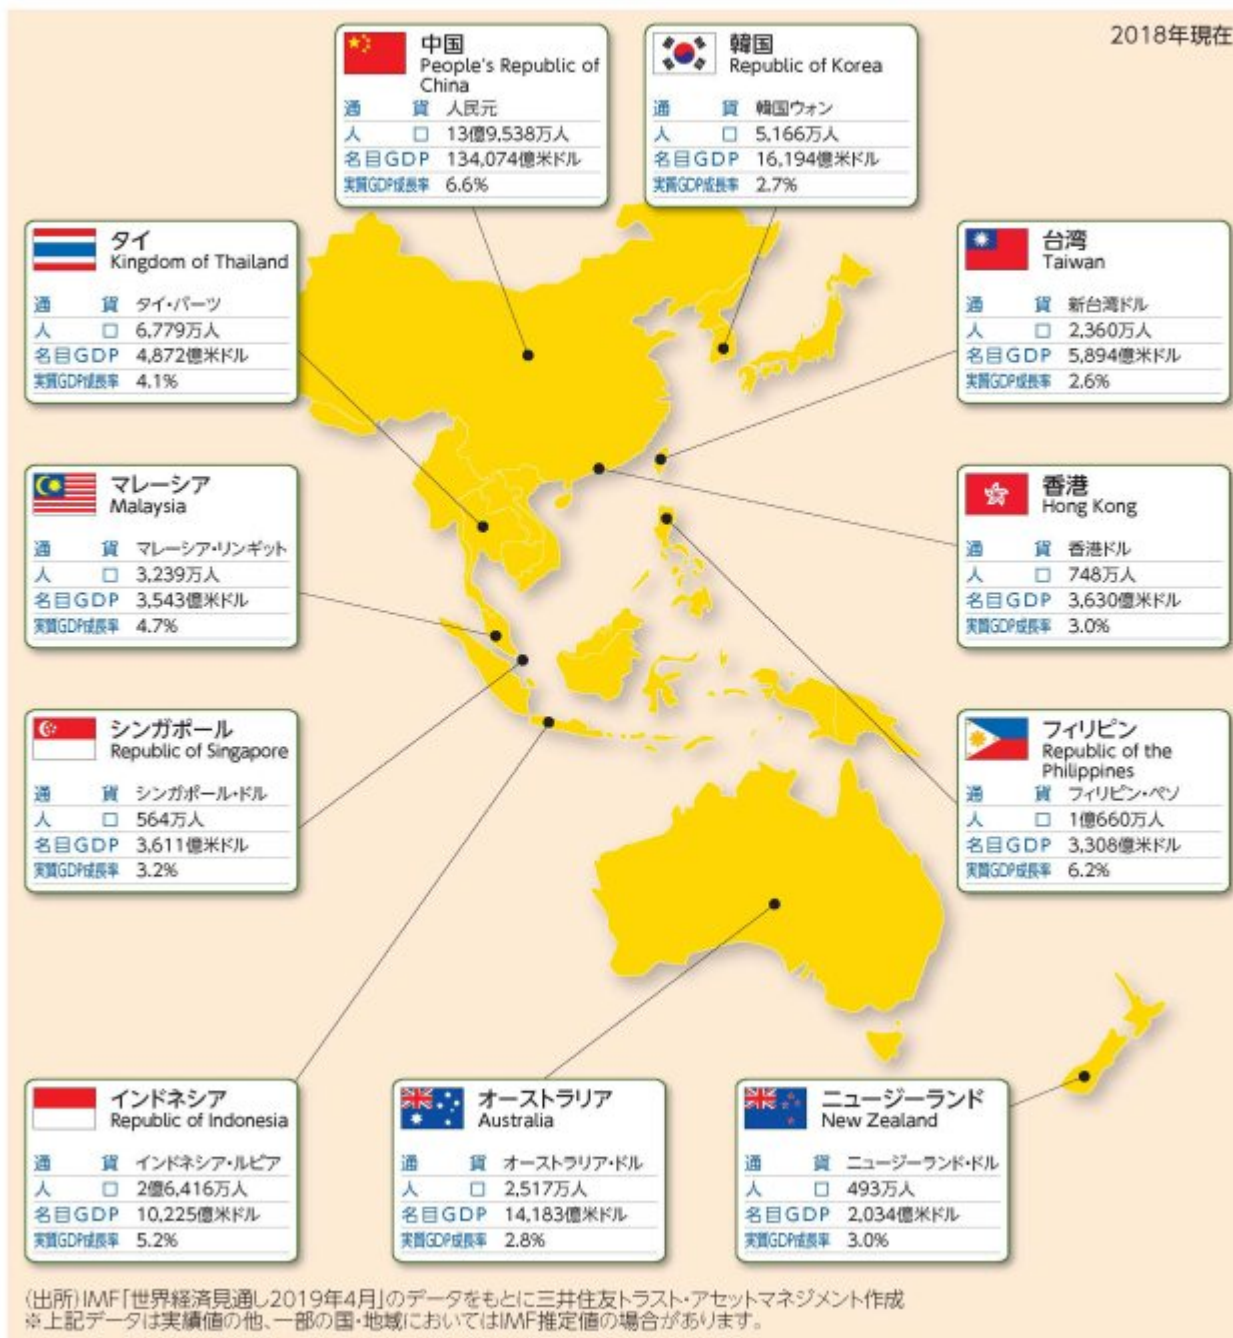 2018年現在
中国
People's Republic of
China
通貨 人民元
人口 13億9,538万人
名目GDP 134,074億米ドル
実質GDP成長率 6.6%
韓国
Republic of Korea
通貨 韓国ウォン
人口 5,166万人
名目GDP 16,194億米ドル
実質GDP成長率 2.7%
タイ
Kingdom of Thailand
通貨 タイ・バーツ
人口 6,779万人
名目GDP 4,872億米ドル
実質GDP成長率 4.1%
台湾
Taiwan
通貨 新台湾ドル
人口 2,360万人
名目GDP 5,894億米ドル
実質GDP成長率 2.6%
マレーシア
Malaysia
通貨 マレーシア・リンギット
人口 3,239万人
名目GDP 3,543億米ドル
実質GDP成長率 4.7%
香港
Hong Kong
通貨 香港ドル
人口 748万人
名目GDP 3,630億米ドル
実質GDP成長率 3.0%
シンガポール
Republic of Singapore
通貨 シンガポール・ドル
人口 564万人
名目GDP 3,611億米ドル
実質GDP成長率 3.2%
フィリピン
Republic of the
Philippines
通貨 フィリピン・ペソ
人口 1億660万人
名目GDP 3,308億米ドル
実質GDP成長率 6.2%
インドネシア
Republic of Indonesia
通貨 インドネシア・ルピア
人口 2億6,416万人
名目GDP 10,225億米ドル
実質GDP成長率 5.2%
オーストラリア
Australia
通貨 オーストラリア・ドル
人口 2,517万人
名目GDP 14,183億米ドル
実質GDP成長率 2.8%
ニュージーランド
New Zealand
通貨 ニュージーランド・ドル
人口 493万人
名目GDP 2,034億米ドル
実質GDP成長率 3.0%
(出所)IMF「世界経済見通し2019年4月」のデータをもとに三井住友トラスト・アセットマネジメント作成
※上記データは実績値の他、一部の国・地域においてはIMF推定値の場合があります。